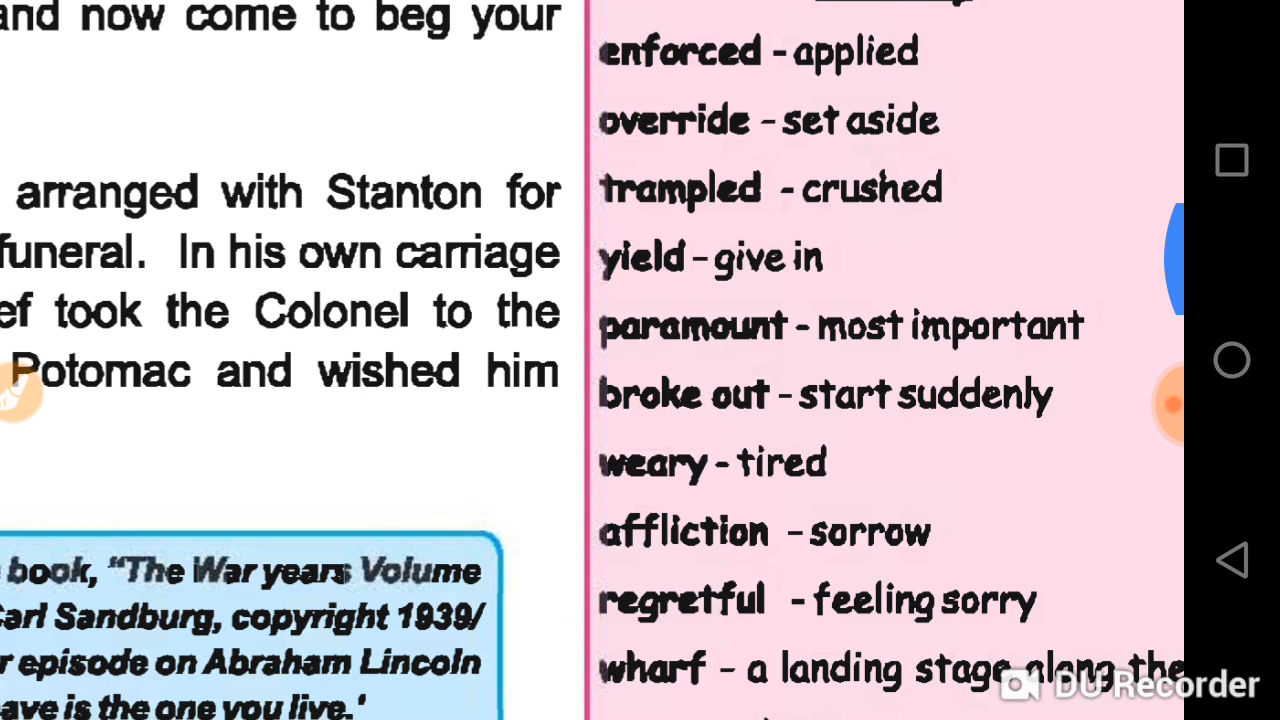 and now come to beg your
arranged with Stanton for
funeral. In his own carriage
ef took the Colonel to the
Potomac and wished him
book, "The War years Volume
Carl Sandburg, copyright 1939/
r episode on Abraham Lincoln
ave is the one you live.'
enforced - applied
override - set aside
trampled - crushed
yield - give in
paramount - most important
broke out - start suddenly
weary - tired
affliction - sorrow
regretful - feeling sorry
wharf - a landing stage along the
DU Recorder